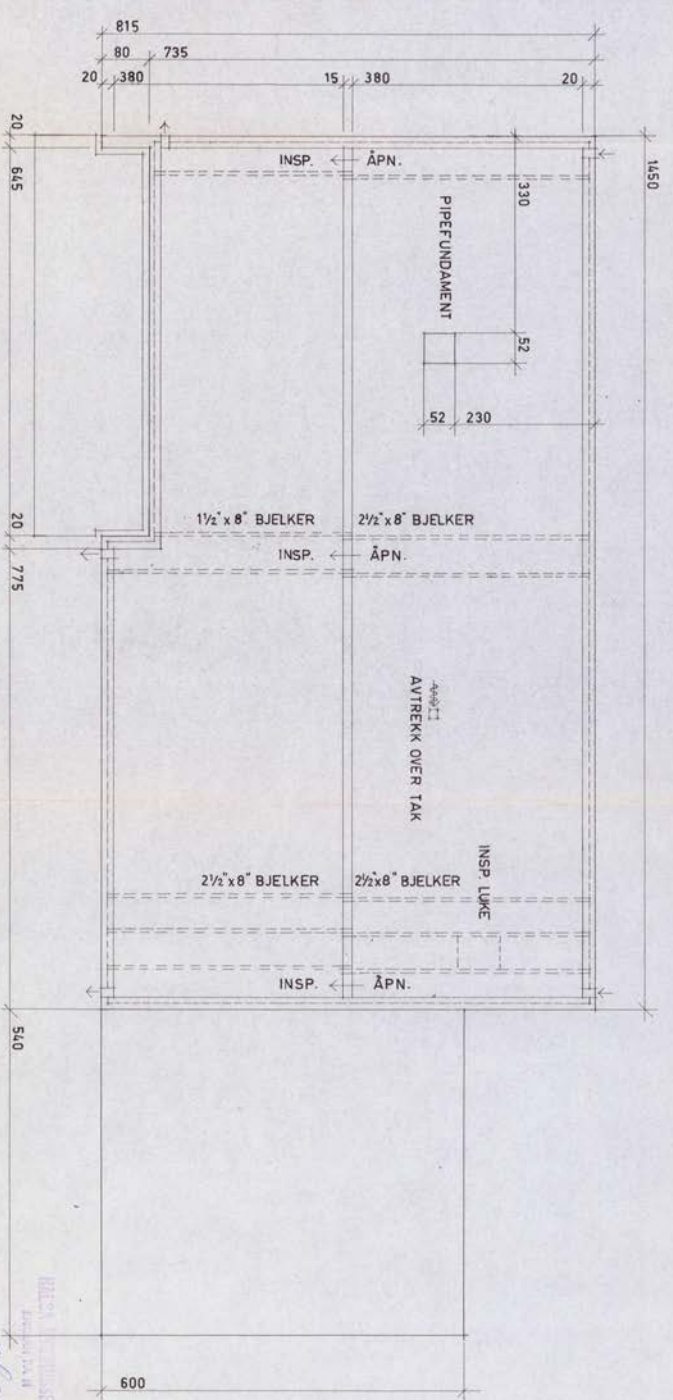 815
80 735
20 380 15 380 20
1450
20
645
20
775
540
600
INSP. ← ÅPN.
330
PIPEFUNDAMENT
52
52 230
1½" x 8" BJELKER 2½" x 8" BJELKER
INSP. ← ÅPN.
AVTREKK OVER TAK
INSP. LUKE
2½" x 8" BJELKER 2½" x 8" BJELKER
INSP. ← ÅPN.